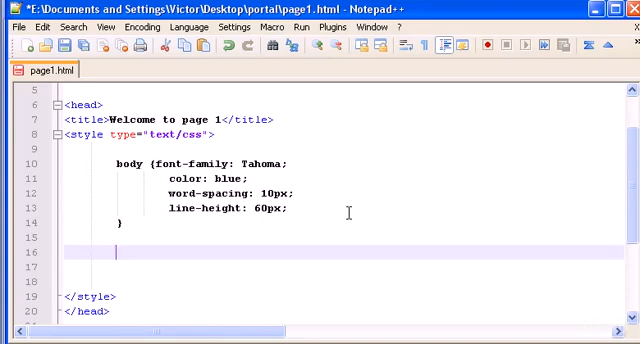 *E:\Documents and Settings\Victor\Desktop\portal\page1.html - Notepad++
File Edit Search View Encoding Language Settings Macro Run Plugins Window ?
page1.html
5
6 <head>
7 <title>Welcome to page 1</title>
8 <style type="text/css">
9
10 body {font-family: Tahoma;
11 color: blue;
12 word-spacing: 10px;
13 line-height: 60px;
14 }
15
16
17
18
19 </style>
20 </head>